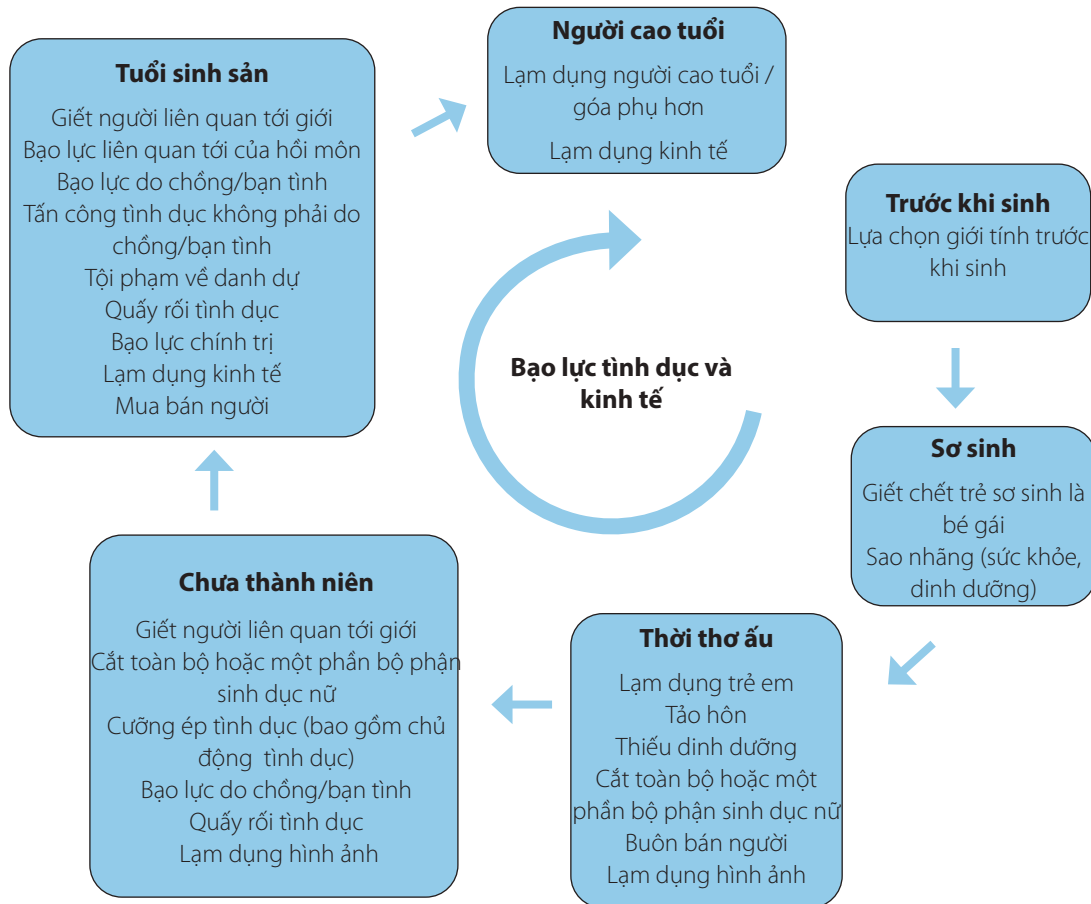 Người cao tuổi
Lạm dụng người cao tuổi /
góa phụ hơn
Lạm dụng kinh tế
Trước khi sinh
Lựa chọn giới tính trước
khi sinh
Sơ sinh
Giết chết trẻ sơ sinh là
bé gái
Sao nhãng (sức khỏe,
dinh dưỡng)
Thời thơ ấu
Lạm dụng trẻ em
Tảo hôn
Thiếu dinh dưỡng
Cắt toàn bộ hoặc một
phần bộ phận sinh dục nữ
Buôn bán người
Lạm dụng hình ảnh
Chưa thành niên
Giết người liên quan tới giới
Cắt toàn bộ hoặc một phần bộ phận
sinh dục nữ
Cưỡng ép tình dục (bao gồm chủ
động tình dục)
Bạo lực do chồng/bạn tình
Quấy rối tình dục
Lạm dụng hình ảnh
Tuổi sinh sản
Giết người liên quan tới giới
Bạo lực liên quan tới của hồi môn
Bạo lực do chồng/bạn tình
Tấn công tình dục không phải do
chồng/bạn tình
Tội phạm về danh dự
Quấy rối tình dục
Bạo lực chính trị
Lạm dụng kinh tế
Mua bán người
Bạo lực tình dục và
kinh tế